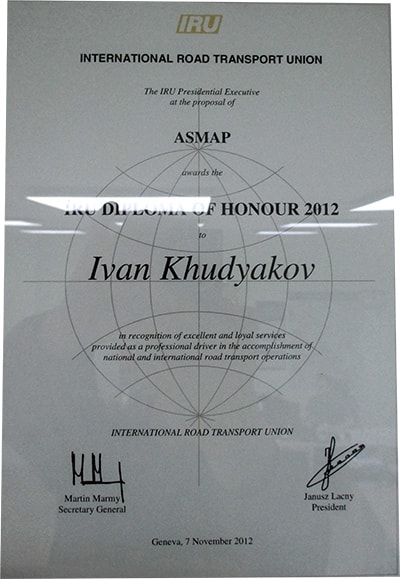 IRU
INTERNATIONAL ROAD TRANSPORT UNION
The IRU Presidential Executive
at the proposal of
ASMAP
awards the
IRU DIPLOMA OF HONOUR 2012
to
Ivan Khudyakov
in recognition of excellent and loyal services
provided as a professional driver in the accomplishment of
national and international road transport operations
INTERNATIONAL ROAD TRANSPORT UNION
Martin Marmy
Secretary General
Janusz Lacny
President
Geneva, 7 November 2012